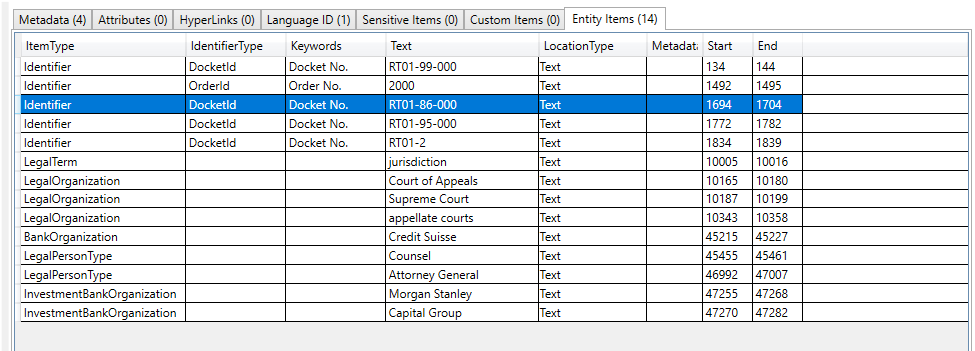 Metadata (4) Attributes (0) HyperLinks (0) Language ID (1) Sensitive Items (0) Custom Items (0) Entity Items (14)
ItemType IdentifierType Keywords Text LocationType Metadata Start End
Identifier DocketId Docket No. RT01-99-000 Text 134 144
Identifier OrderId Order No. 2000 Text 1492 1495
Identifier DocketId Docket No. RT01-86-000 Text 1694 1704
Identifier DocketId Docket No. RT01-95-000 Text 1772 1782
Identifier DocketId Docket No. RT01-2 Text 1834 1839
LegalTerm jurisdiction Text 10005 10016
LegalOrganization Court of Appeals Text 10165 10180
LegalOrganization Supreme Court Text 10187 10199
LegalOrganization appellate courts Text 10343 10358
BankOrganization Credit Suisse Text 45215 45227
LegalPersonType Counsel Text 45455 45461
LegalPersonType Attorney General Text 46992 47007
InvestmentBankOrganization Morgan Stanley Text 47255 47268
InvestmentBankOrganization Capital Group Text 47270 47282